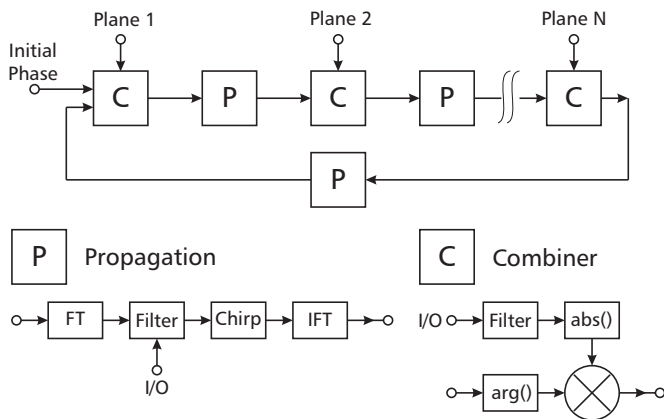 Plane 1
Plane 2
Plane N
Initial
Phase
C
P
C
P
C
P
P Propagation
C Combiner
FT
Filter
Chirp
IFT
I/O
I/O
Filter
abs()
arg()